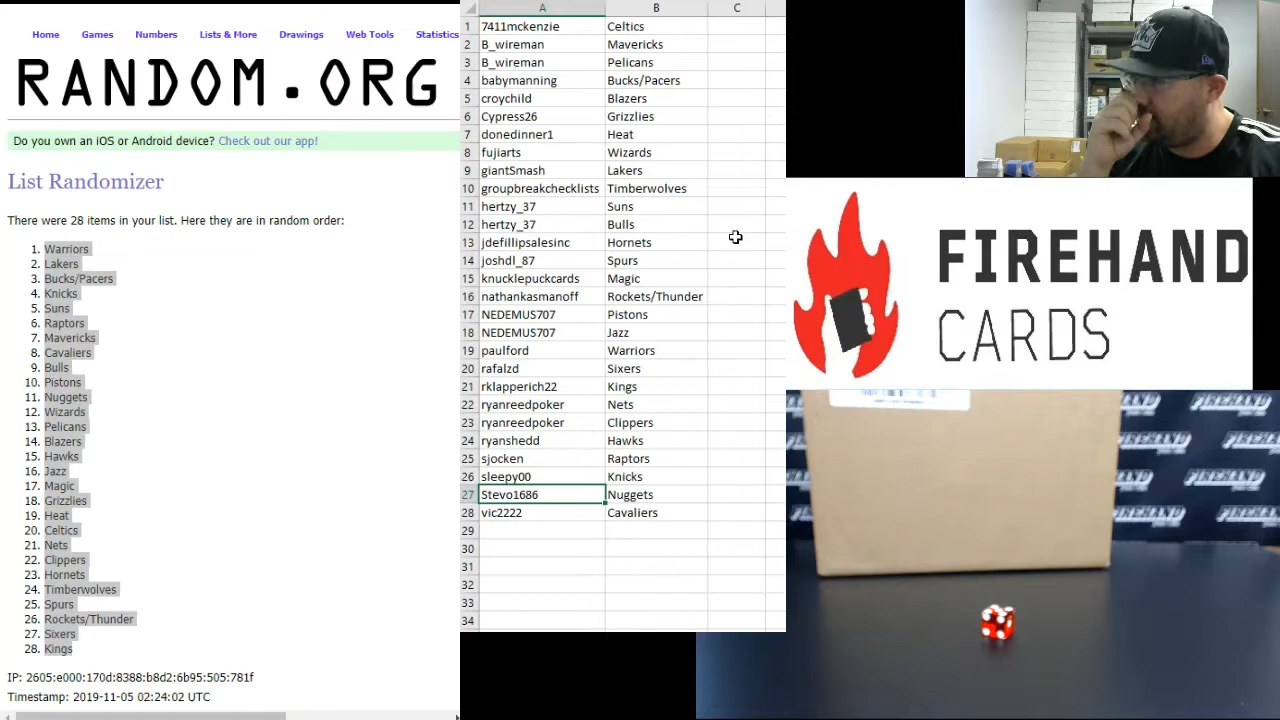 Home Games Numbers Lists & More Drawings Web Tools Statistics
RANDOM.ORG
Do you own an iOS or Android device? Check out our app!
List Randomizer
There were 28 items in your list. Here they are in random order:
1. Warriors
2. Lakers
3. Bucks/Pacers
4. Knicks
5. Suns
6. Raptors
7. Mavericks
8. Cavaliers
9. Bulls
10. Pistons
11. Nuggets
12. Wizards
13. Pelicans
14. Blazers
15. Hawks
16. Jazz
17. Magic
18. Grizzlies
19. Heat
20. Celtics
21. Nets
22. Clippers
23. Hornets
24. Timberwolves
25. Spurs
26. Rockets/Thunder
27. Sixers
28. Kings
IP: 2605:e000:170d:8388:b8d2:6b95:505:781f
Timestamp: 2019-11-05 02:24:02 UTC
A B C
1 7411mckenzie Celtics
2 B_wireman Mavericks
3 B_wireman Pelicans
4 babymanning Bucks/Pacers
5 croychild Blazers
6 Cypress26 Grizzlies
7 donedinner1 Heat
8 fujiarts Wizards
9 giantSmash Lakers
10 groupbreakchecklists Timberwolves
11 hertzy_37 Suns
12 hertzy_37 Bulls
13 jdefillipsalesinc Hornets
14 joshdl_87 Spurs
15 knucklepuckcards Magic
16 nathankasmanoff Rockets/Thunder
17 NEDEMUS707 Pistons
18 NEDEMUS707 Jazz
19 paulford Warriors
20 rafalzd Sixers
21 rklapperich22 Kings
22 ryanreedpoker Nets
23 ryanreedpoker Clippers
24 ryanshedd Hawks
25 sjocken Raptors
26 sleepy00 Knicks
27 Stevo1686 Nuggets
28 vic2222 Cavaliers
29
30
31
32
33
34
FIREHAND
CARDS
FIREHAND
FIREHAND
FIREHAND